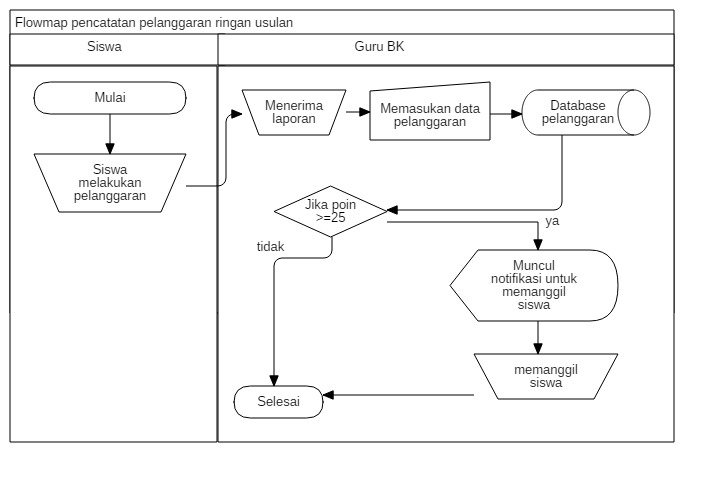 Flowmap pencatatan pelanggaran ringan usulan
Siswa
Guru BK
Mulai
Siswa
melakukan
pelanggaran
Menerima
laporan
Memasukan data
pelanggaran
Database
pelanggaran
Jika poin
>=25
ya
tidak
Muncul
notifikasi untuk
memanggil
siswa
memanggil
siswa
Selesai